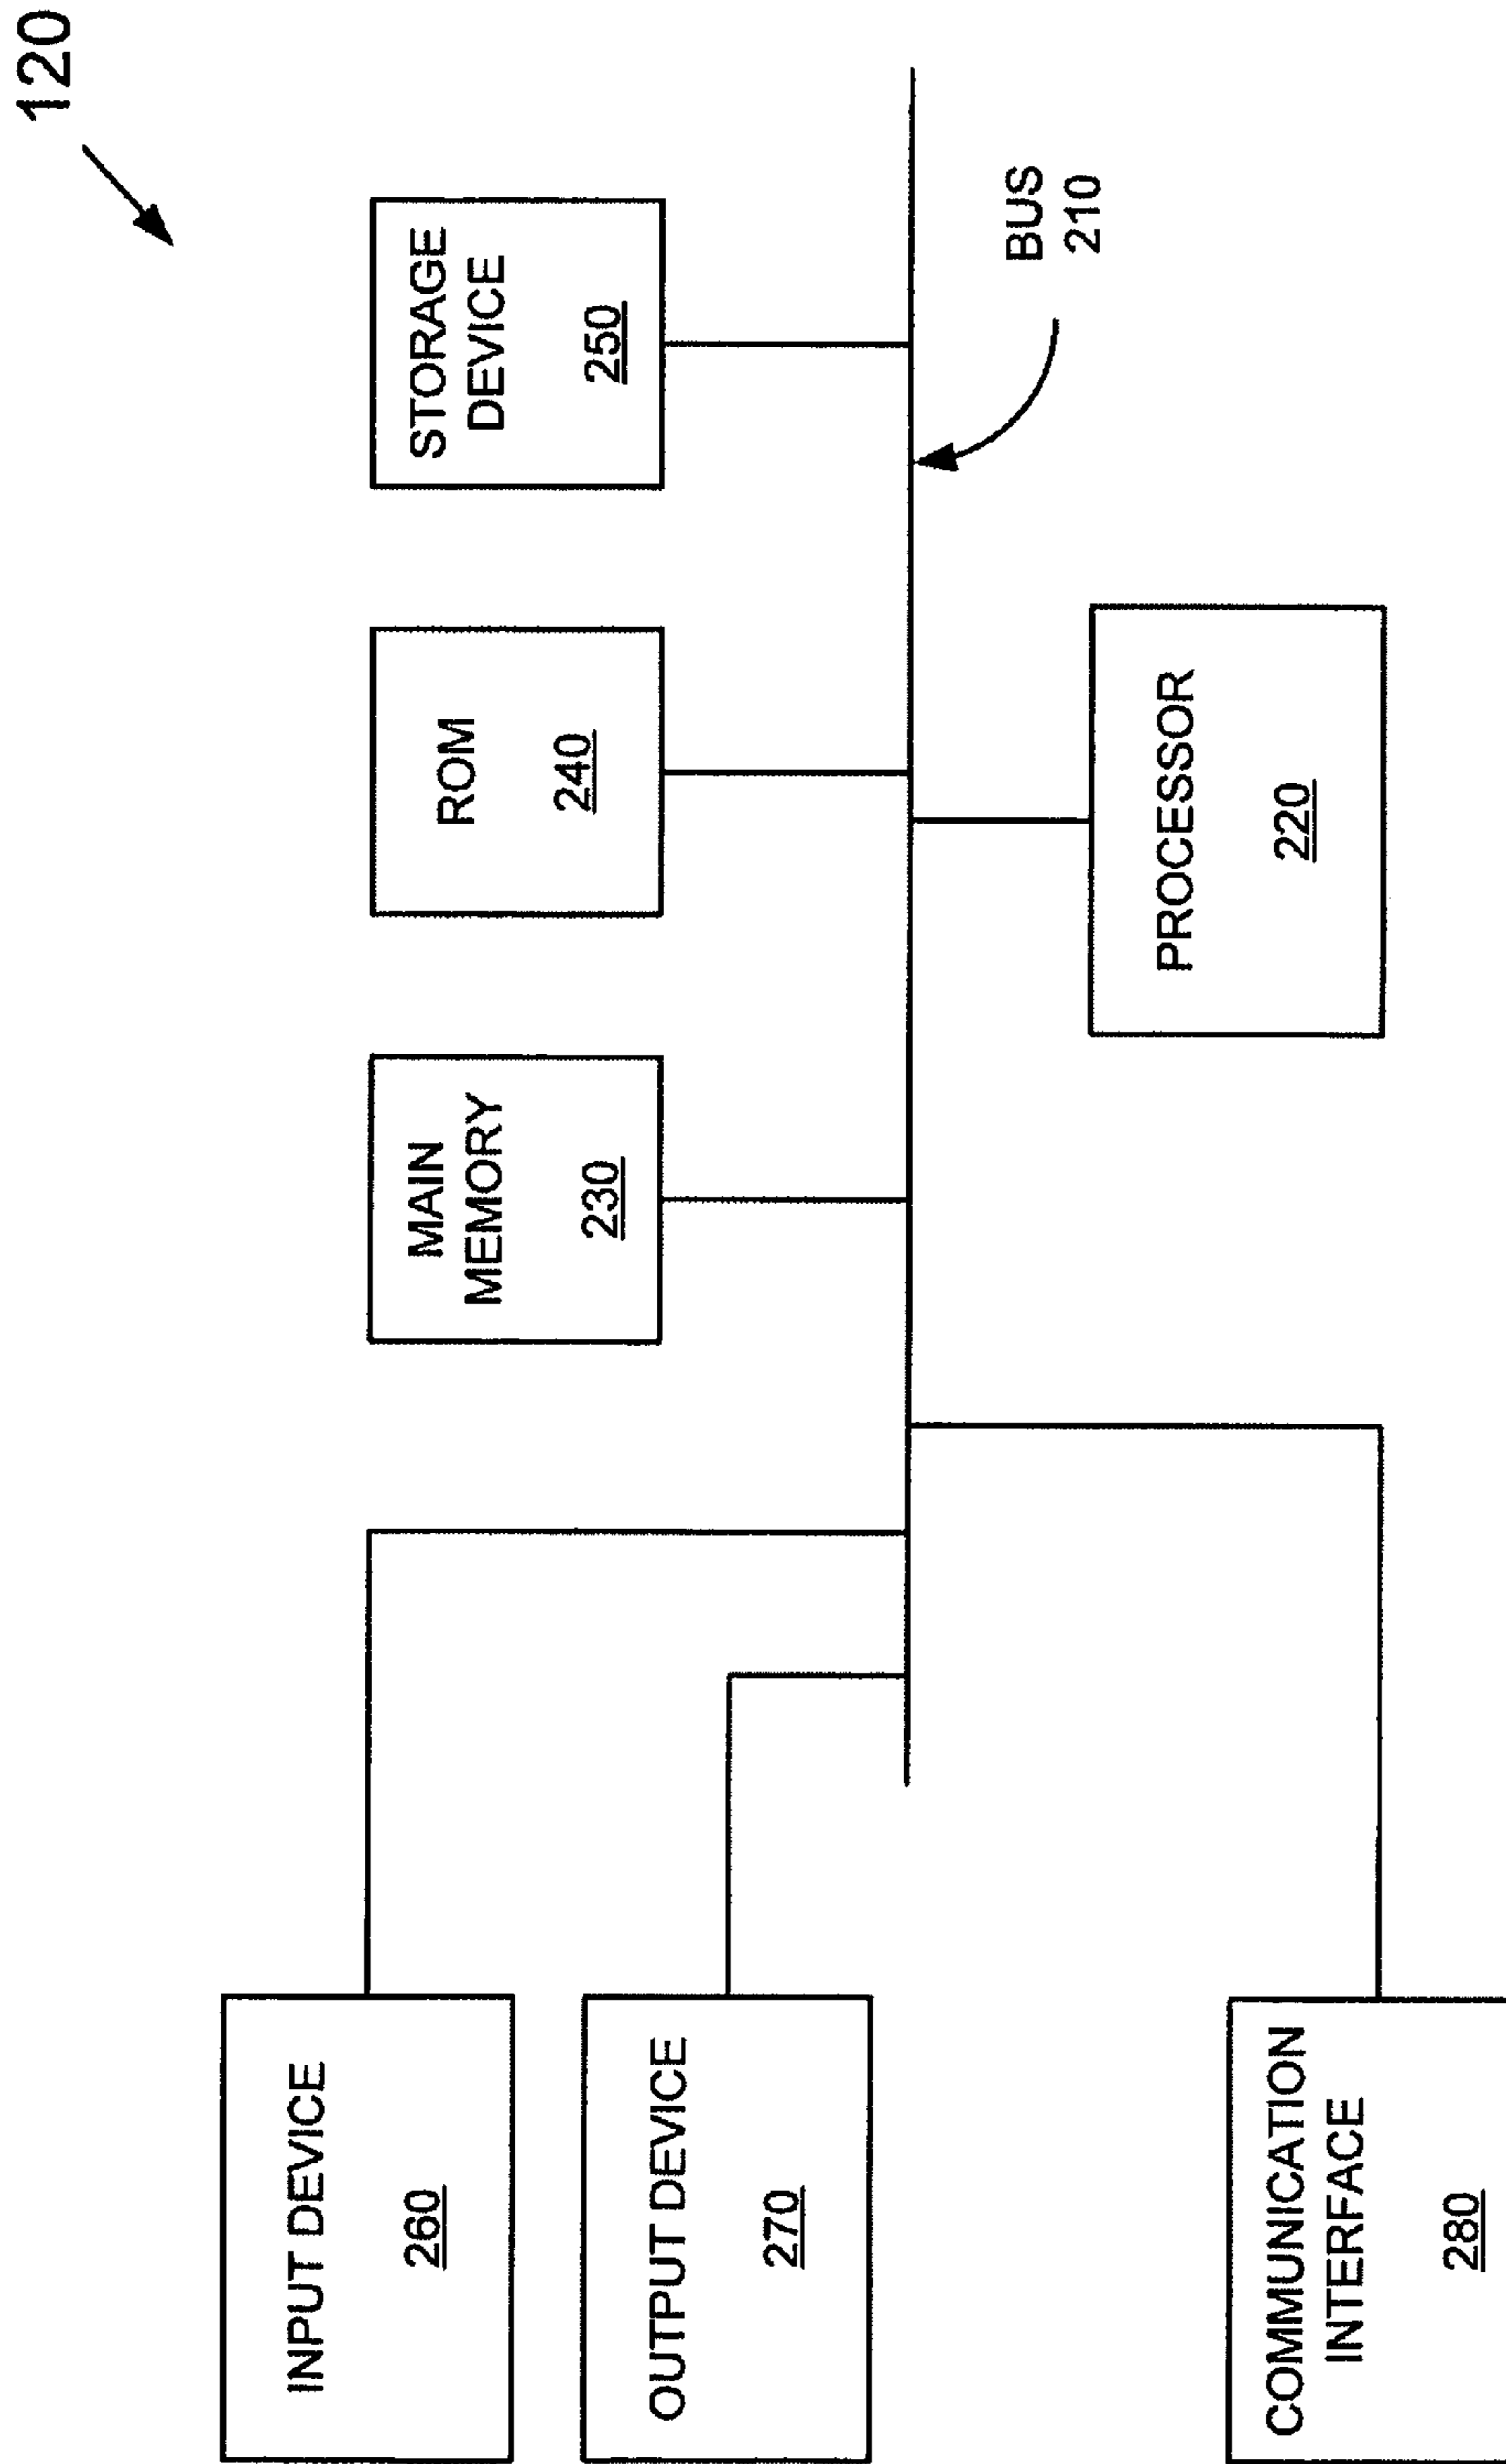 120
MAIN
MEMORY
230
ROM
240
STORAGE
DEVICE
250
INPUT DEVICE
260
OUTPUT DEVICE
270
BUS
210
PROCESSOR
220
COMMUNICATION
INTERFACE
280